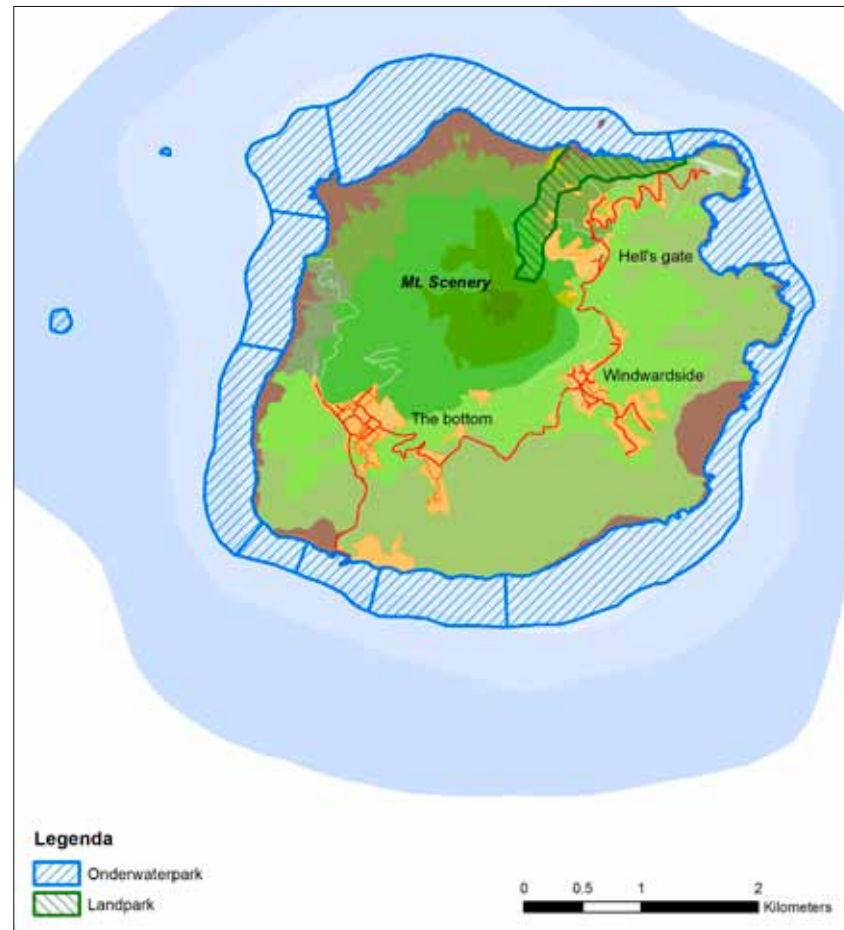 Hell's gate
Mt. Scenery
Windwardside
The bottom
Legenda
Onderwaterpark
Landpark
0 0.5 1 2
Kilometers